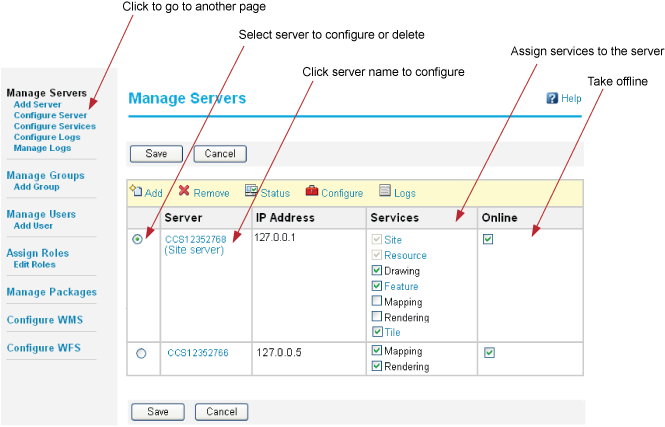 Click to go to another page
Select server to configure or delete
Assign services to the server
Click server name to configure
Take offline
Manage Servers
Add Server
Configure Server
Configure Services
Configure Logs
Manage Logs
Manage Groups
Add Group
Manage Users
Add User
Assign Roles
Edit Roles
Manage Packages
Configure WMS
Configure WFS
Manage Servers
Help
Save Cancel
Add Remove Status Configure Logs
Server IP Address Services Online
CCS12352768 127.0.0.1 Site
(Site server) Resource
Drawing
Feature
Mapping
Rendering
Tile
CCS12352766 127.0.0.5 Mapping
Rendering
Save Cancel